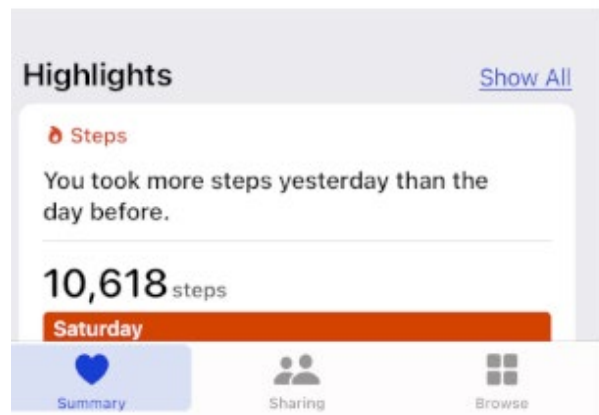 Highlights
Show All
Steps
You took more steps yesterday than the
day before.
10,618 steps
Saturday
Summary
Sharing
Browse